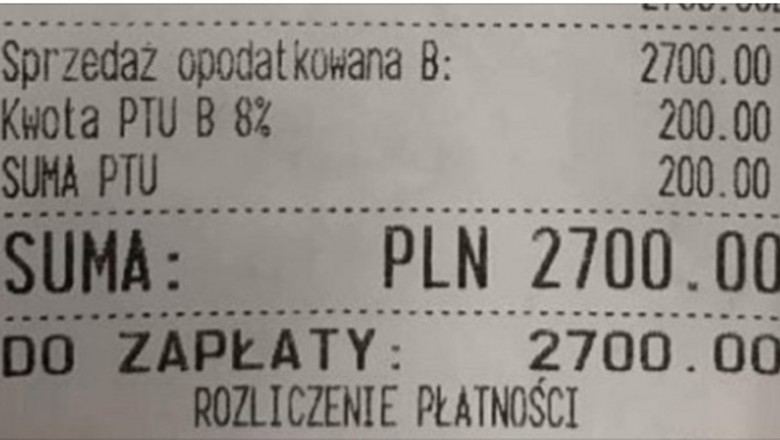 Sprzedaż opodatkowana B: 2700.00
Kwota PTU B 8% 200.00
SUMA PTU 200.00
SUMA: PLN 2700.00
DO ZAPŁATY: 2700.00
ROZLICZENIE PŁATNOŚCI